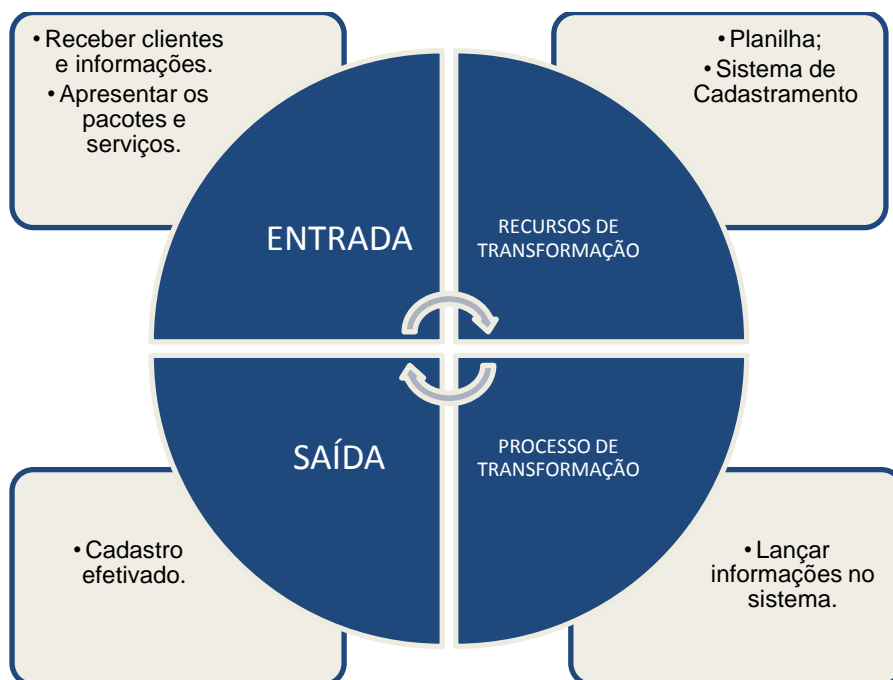 • Receber clientes
e informações.
• Apresentar os
pacotes e
serviços.
• Planilha;
• Sistema de
Cadastramento
ENTRADA
RECURSOS DE
TRANSFORMAÇÃO
SAÍDA
PROCESSO DE
TRANSFORMAÇÃO
• Cadastro
efetivado.
• Lançar
informações no
sistema.